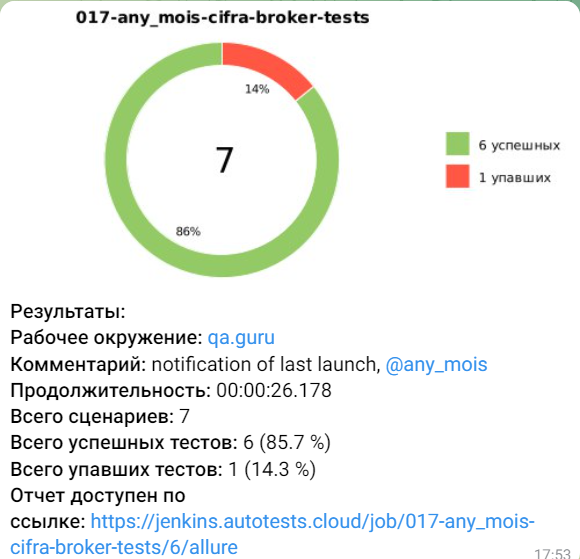 017-any_mois-cifra-broker-tests
14%
6 успешных
7
1 упавших
86%
Результаты:
Рабочее окружение: qa.guru
Комментарий: notification of last launch, @any_mois
Продолжительность: 00:00:26.178
Всего сценариев: 7
Всего успешных тестов: 6 (85.7 %)
Всего упавших тестов: 1 (14.3 %)
Отчет доступен по
ссылке: https://jenkins.autotests.cloud/job/017-any_mois-
cifra-broker-tests/6/allure
17:53